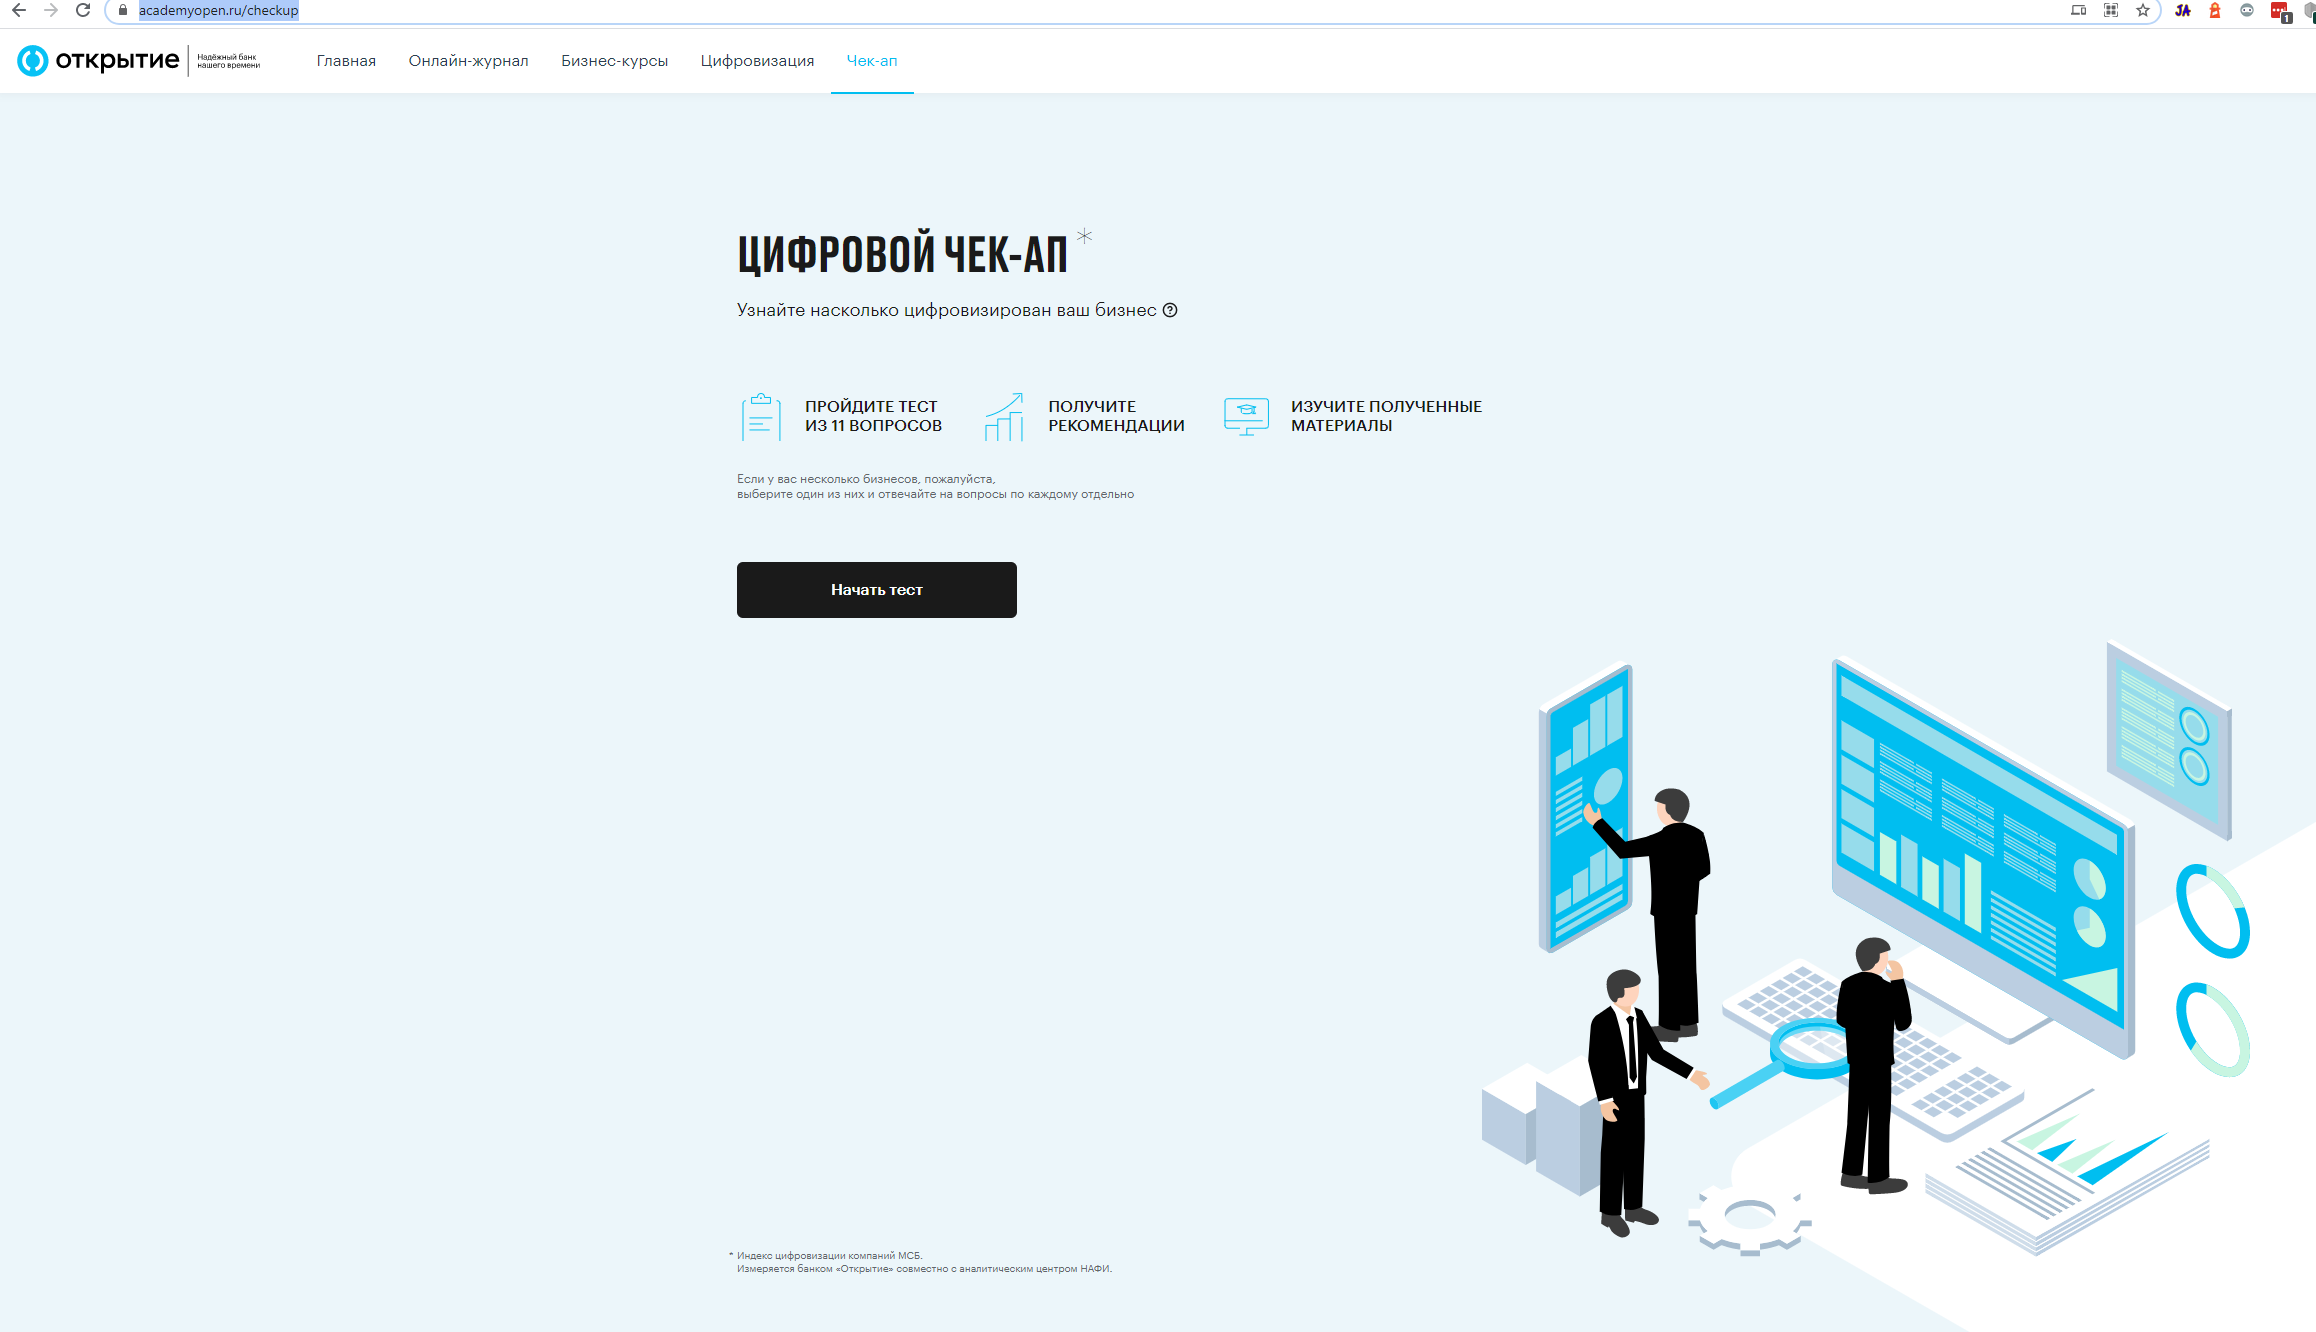 academyopen.ru/checkup
JA
1
открытие
Надёжный банк
нашего времени
Главная
Онлайн-журнал
Бизнес-курсы
Цифровизация
Чек-ап
ЦИФРОВОЙ ЧЕК-АП *
Узнайте насколько цифровизирован ваш бизнес ?
ПРОЙДИТЕ ТЕСТ
ИЗ 11 ВОПРОСОВ
ПОЛУЧИТЕ
РЕКОМЕНДАЦИИ
ИЗУЧИТЕ ПОЛУЧЕННЫЕ
МАТЕРИАЛЫ
Если у вас несколько бизнесов, пожалуйста,
выберите один из них и отвечайте на вопросы по каждому отдельно
Начать тест
* Индекс цифровизации компаний МСБ.
Измеряется банком «Открытие» совместно с аналитическим центром НАФИ.